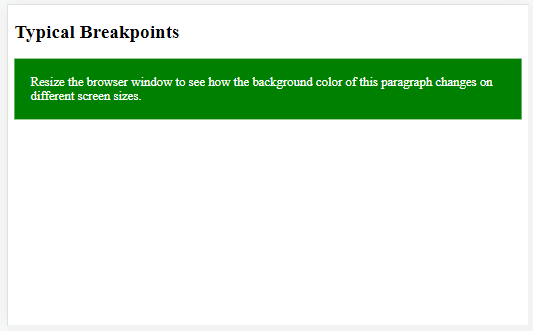 Typical Breakpoints
Resize the browser window to see how the background color of this paragraph changes on
different screen sizes.